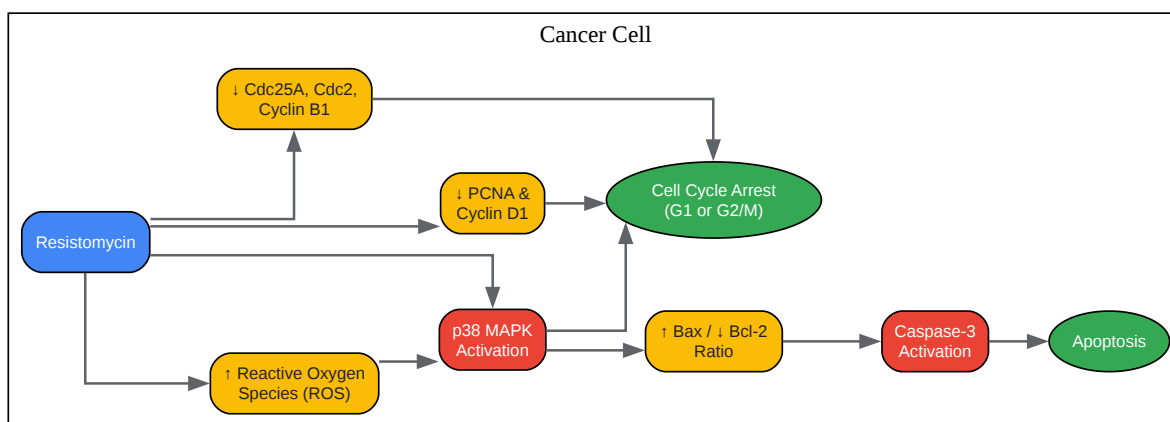 Cancer Cell
↓ Cdc25A, Cdc2,
Cyclin B1
↓ PCNA &
Cyclin D1
Cell Cycle Arrest
(G1 or G2/M)
Resistomycin
p38 MAPK
Activation
↑ Bax / ↓ Bcl-2
Ratio
Caspase-3
Activation
Apoptosis
↑ Reactive Oxygen
Species (ROS)